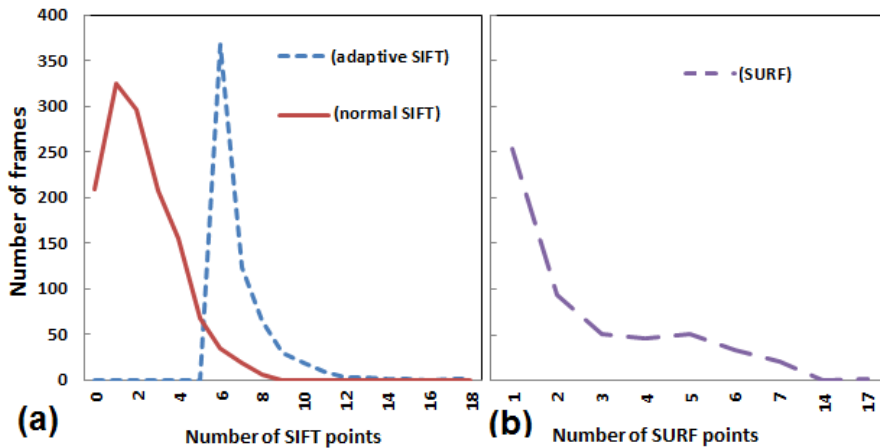 400
350
300
250
200
150
100
50
0
Number of frames
(adaptive SIFT)
(normal SIFT)
0 2 4 6 8 10 12 14 16 18
(a)
Number of SIFT points
(SURF)
1 2 3 4 5 6 7 14 17
(b)
Number of SURF points